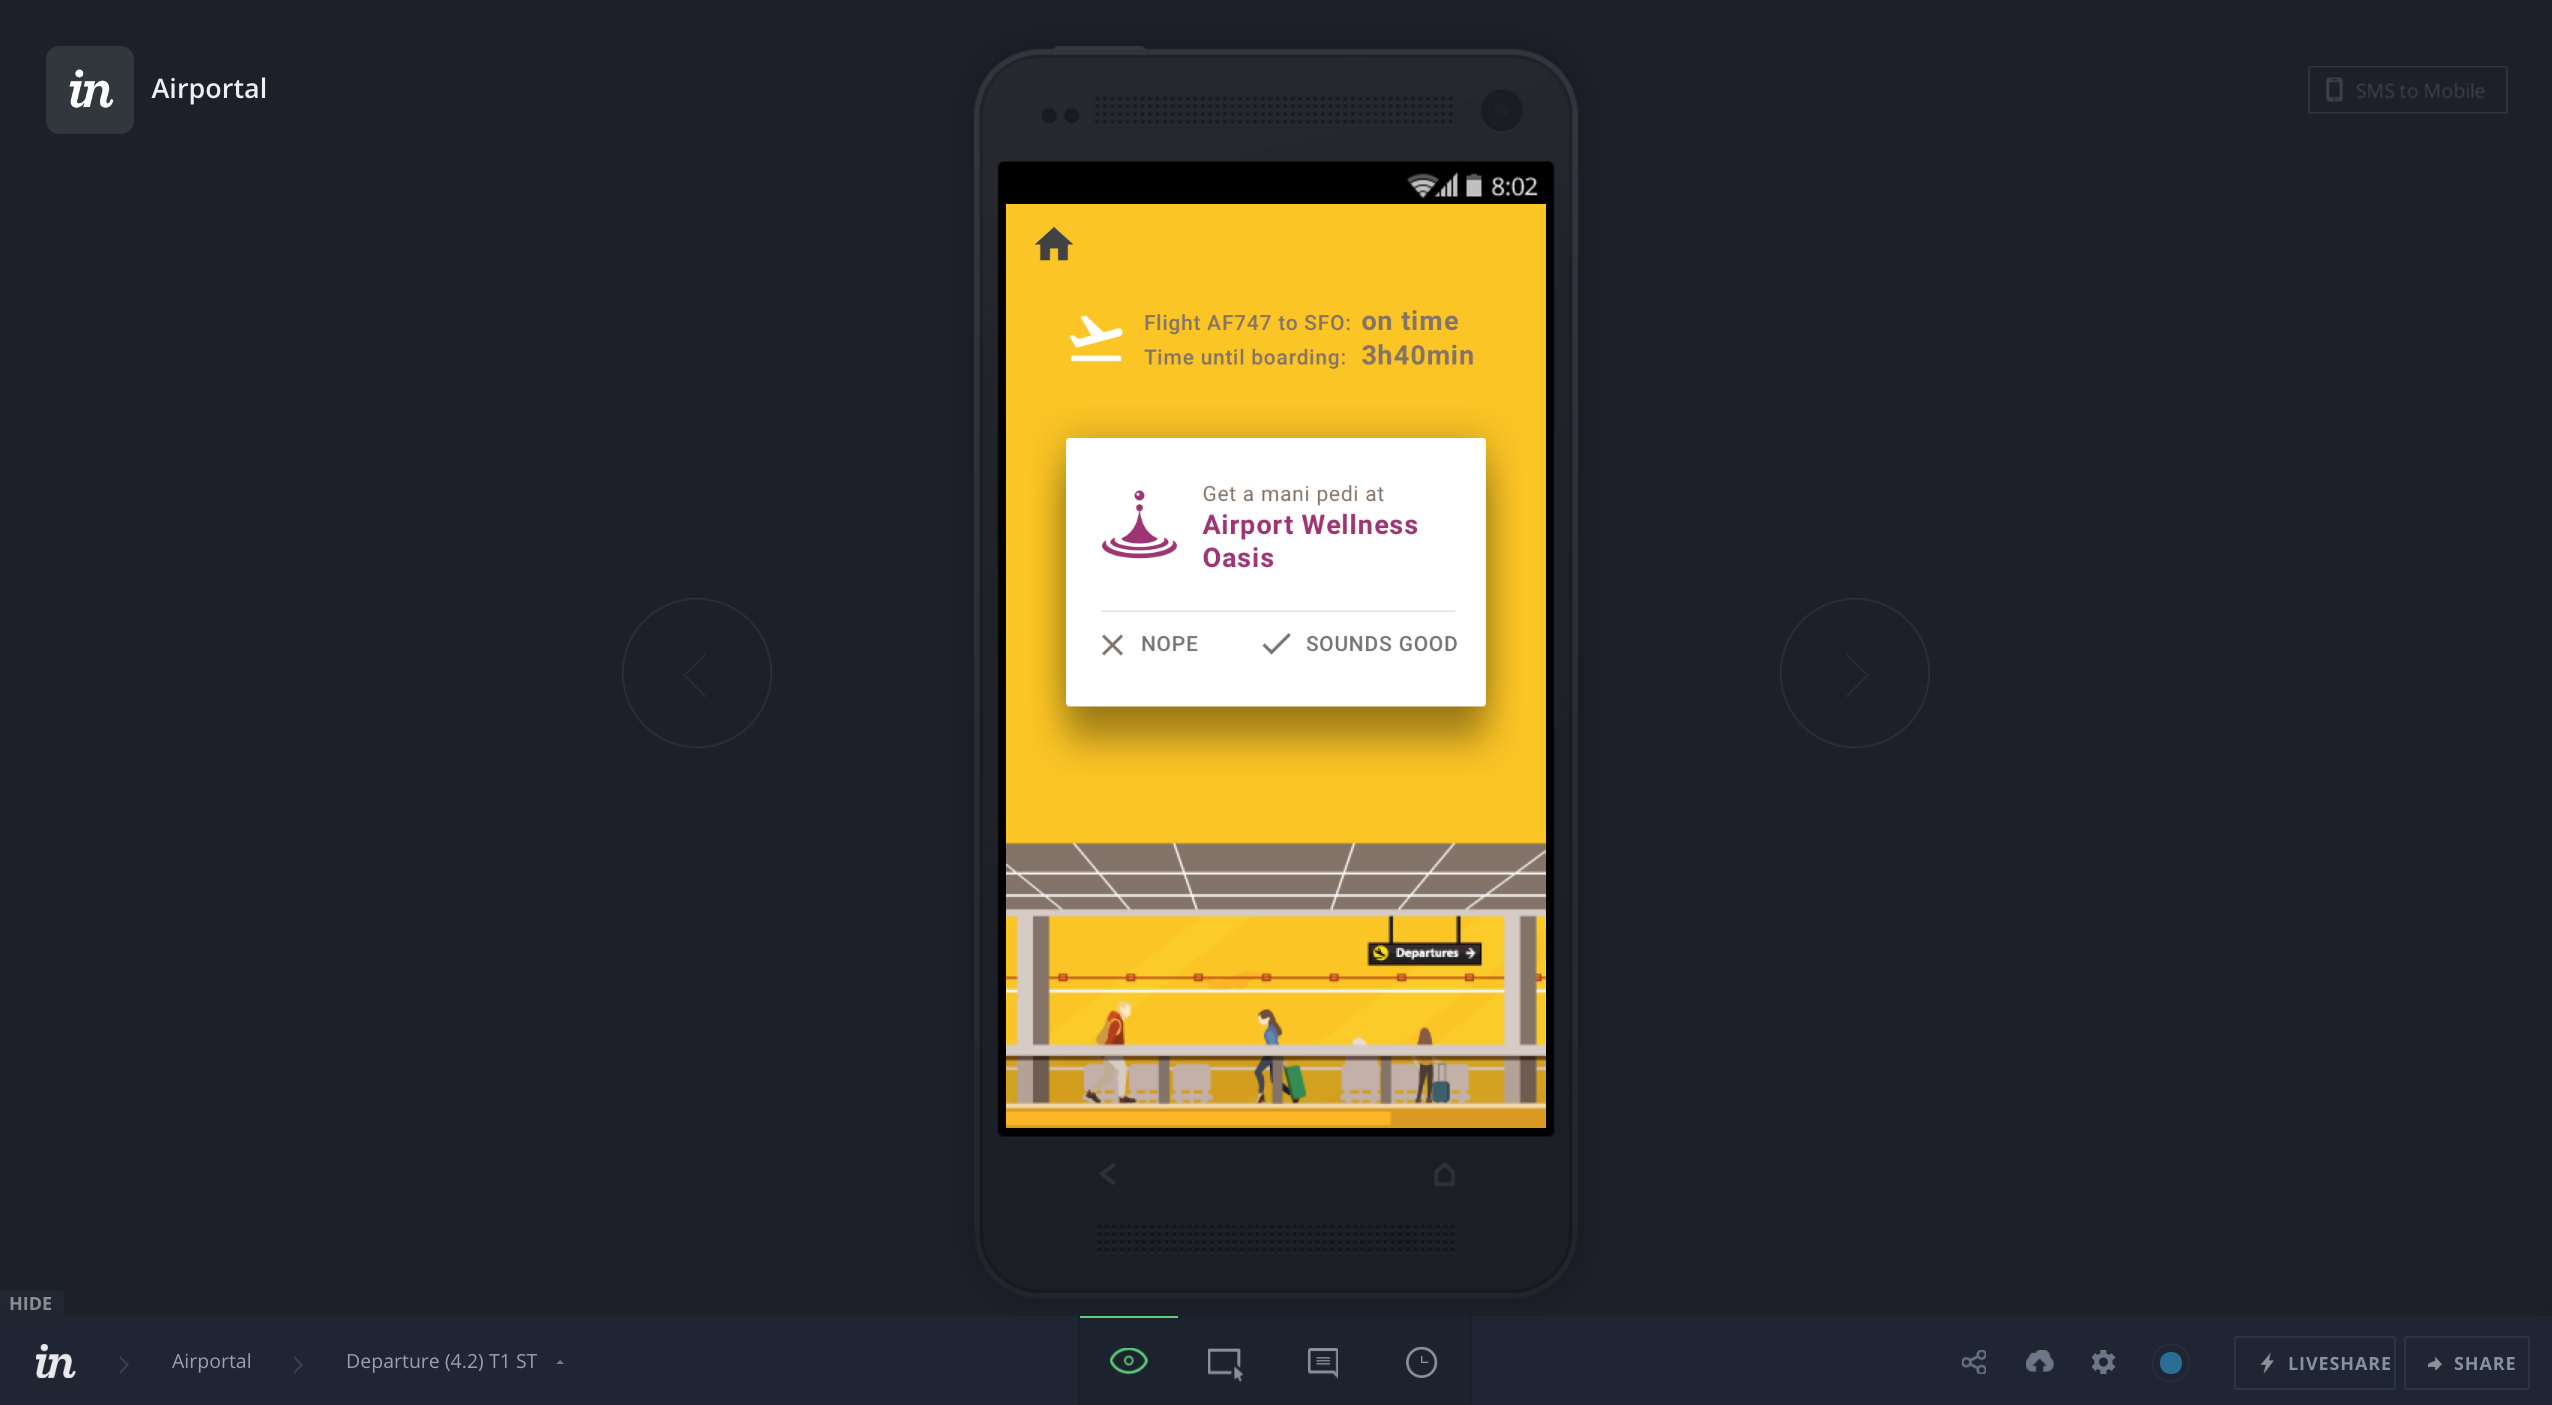 in Airportal
SMS to Mobile
8:02
Flight AF747 to SFO: on time
Time until boarding: 3h40min
Get a mani pedi at
Airport Wellness
Oasis
NOPE
SOUNDS GOOD
Departures →
HIDE
in Airportal Departure (4.2) T1 ST
LIVESHARE
SHARE